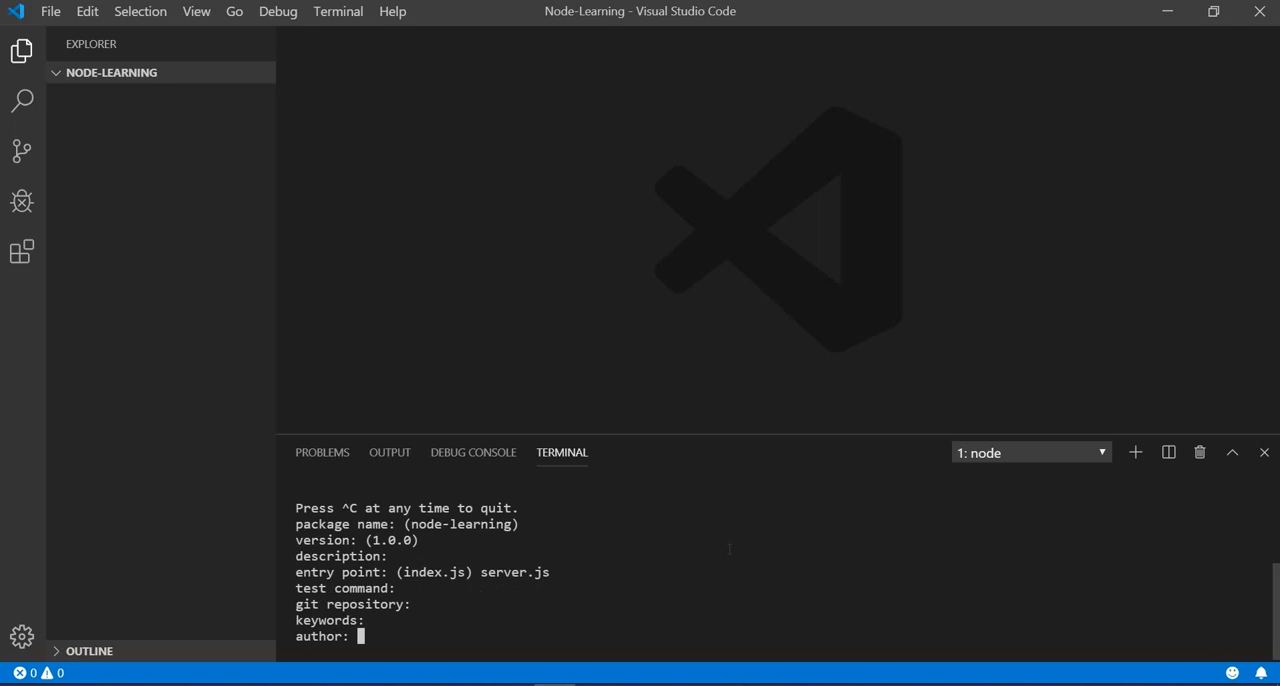 File Edit Selection View Go Debug Terminal Help
Node-Learning - Visual Studio Code
EXPLORER
NODE-LEARNING
PROBLEMS OUTPUT DEBUG CONSOLE TERMINAL
1: node
Press ^C at any time to quit.
package name: (node-learning)
version: (1.0.0)
description:
entry point: (index.js) server.js
test command:
git repository:
keywords:
author:
OUTLINE
0 0